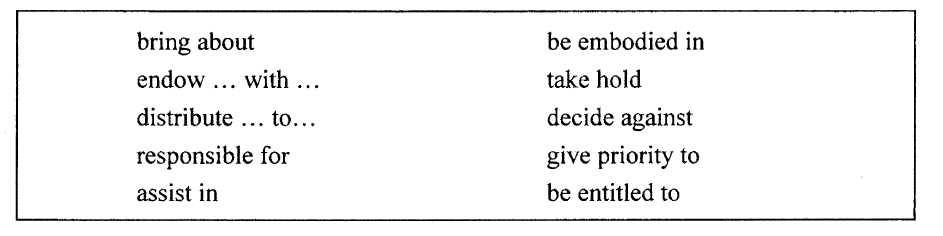 bring about
endow ... with ...
distribute ... to...
responsible for
assist in
be embodied in
take hold
decide against
give priority to
be entitled to